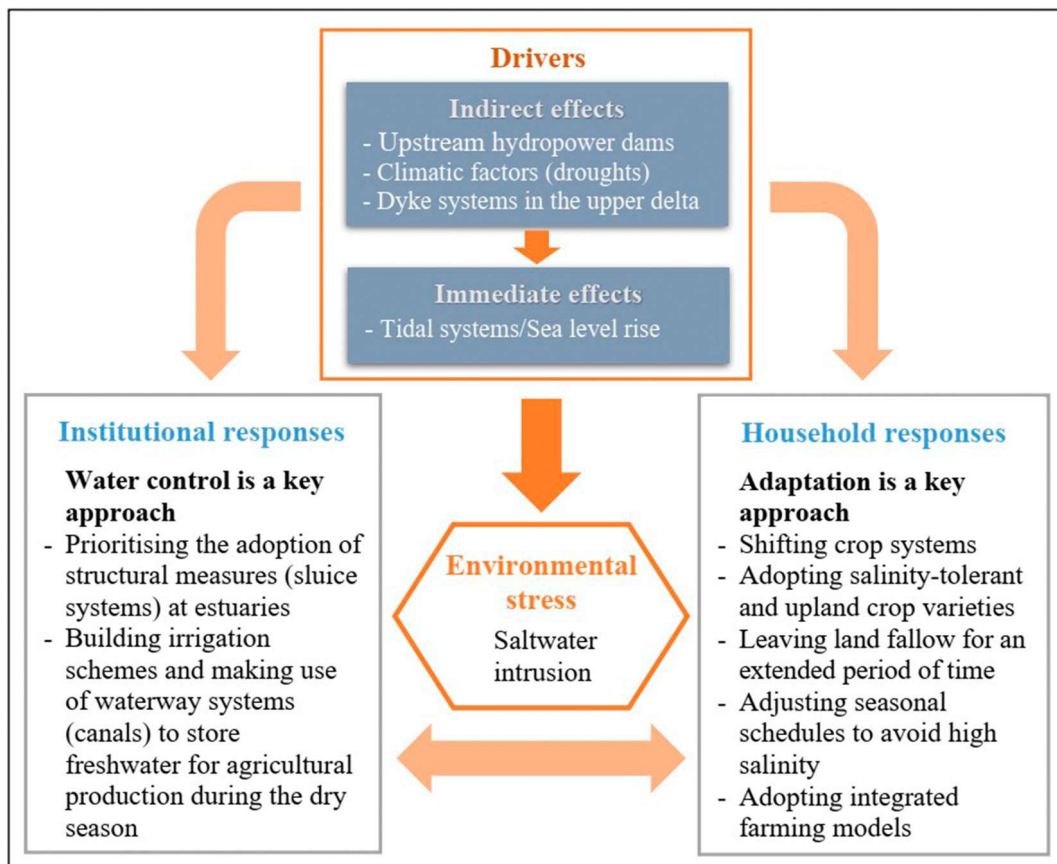 Drivers
Indirect effects
- Upstream hydropower dams
- Climatic factors (droughts)
- Dyke systems in the upper delta
Immediate effects
- Tidal systems/Sea level rise
Institutional responses
Water control is a key
approach
- Prioritising the adoption of
structural measures (sluice
systems) at estuaries
- Building irrigation
schemes and making use
of waterway systems
(canals) to store
freshwater for agricultural
production during the dry
season
Environmental
stress
Saltwater
intrusion
Household responses
Adaptation is a key
approach
- Shifting crop systems
- Adopting salinity-tolerant
and upland crop varieties
- Leaving land fallow for an
extended period of time
- Adjusting seasonal
schedules to avoid high
salinity
- Adopting integrated
farming models